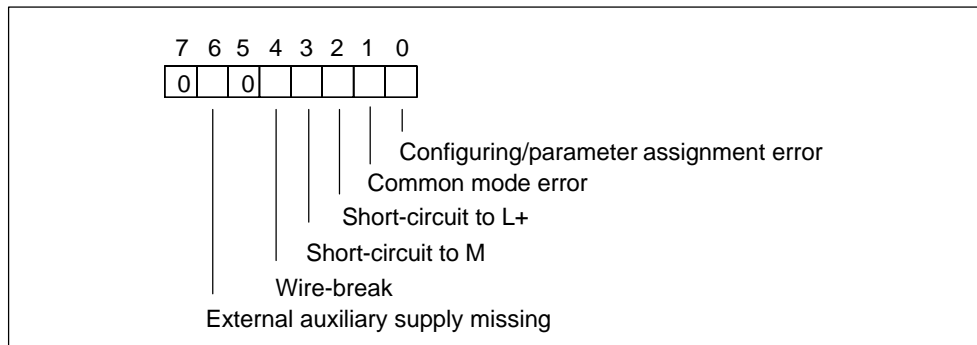 7 6 5 4 3 2 1 0
0 0
Configuring/parameter assignment error
Common mode error
Short-circuit to L+
Short-circuit to M
Wire-break
External auxiliary supply missing